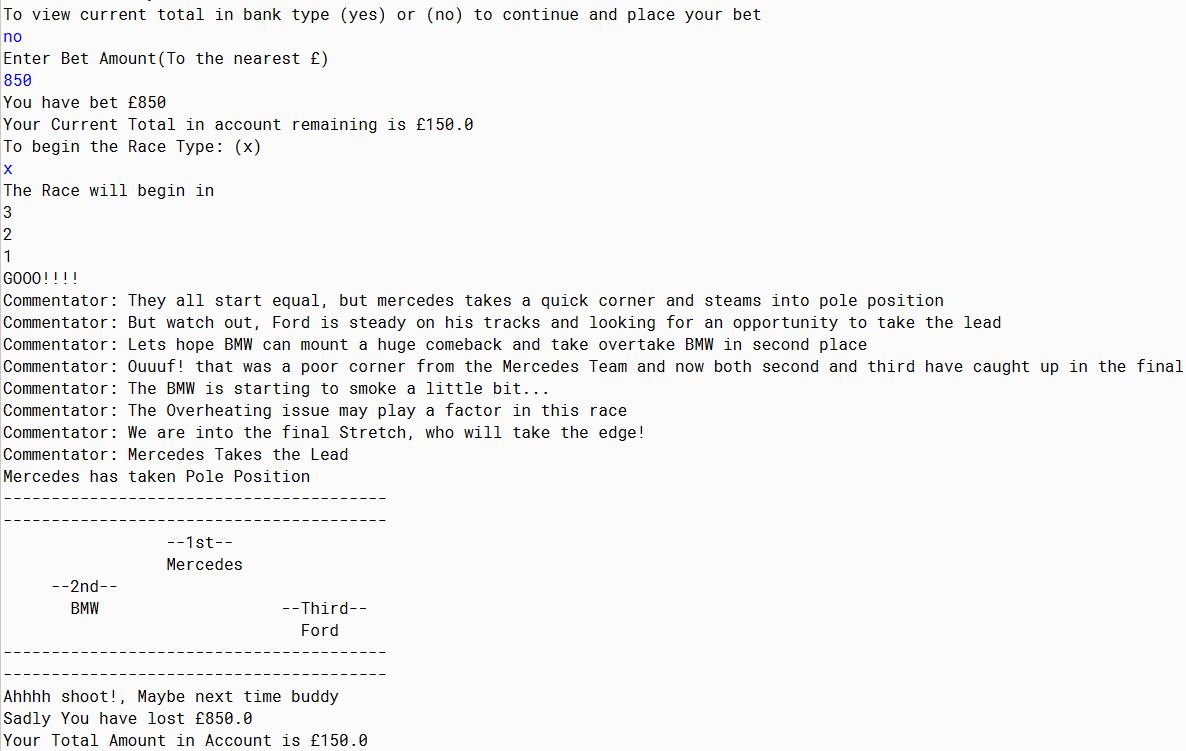 To view current total in bank type (yes) or (no) to continue and place your bet
no
Enter Bet Amount(To the nearest £)
850
You have bet £850
Your Current Total in account remaining is £150.0
To begin the Race Type: (x)
x
The Race will begin in
3
2
1
GOOO!!!!
Commentator: They all start equal, but mercedes takes a quick corner and steams into pole position
Commentator: But watch out, Ford is steady on his tracks and looking for an opportunity to take the lead
Commentator: Lets hope BMW can mount a huge comeback and take overtake BMW in second place
Commentator: Ouuuf! that was a poor corner from the Mercedes Team and now both second and third have caught up in the final
Commentator: The BMW is starting to smoke a little bit...
Commentator: The Overheating issue may play a factor in this race
Commentator: We are into the final Stretch, who will take the edge!
Commentator: Mercedes Takes the Lead
Mercedes has taken Pole Position
----------------------------------------
----------------------------------------
--1st--
Mercedes
--2nd--
BMW --Third--
Ford
----------------------------------------
----------------------------------------
Ahhhh shoot!, Maybe next time buddy
Sadly You have lost £850.0
Your Total Amount in Account is £150.0